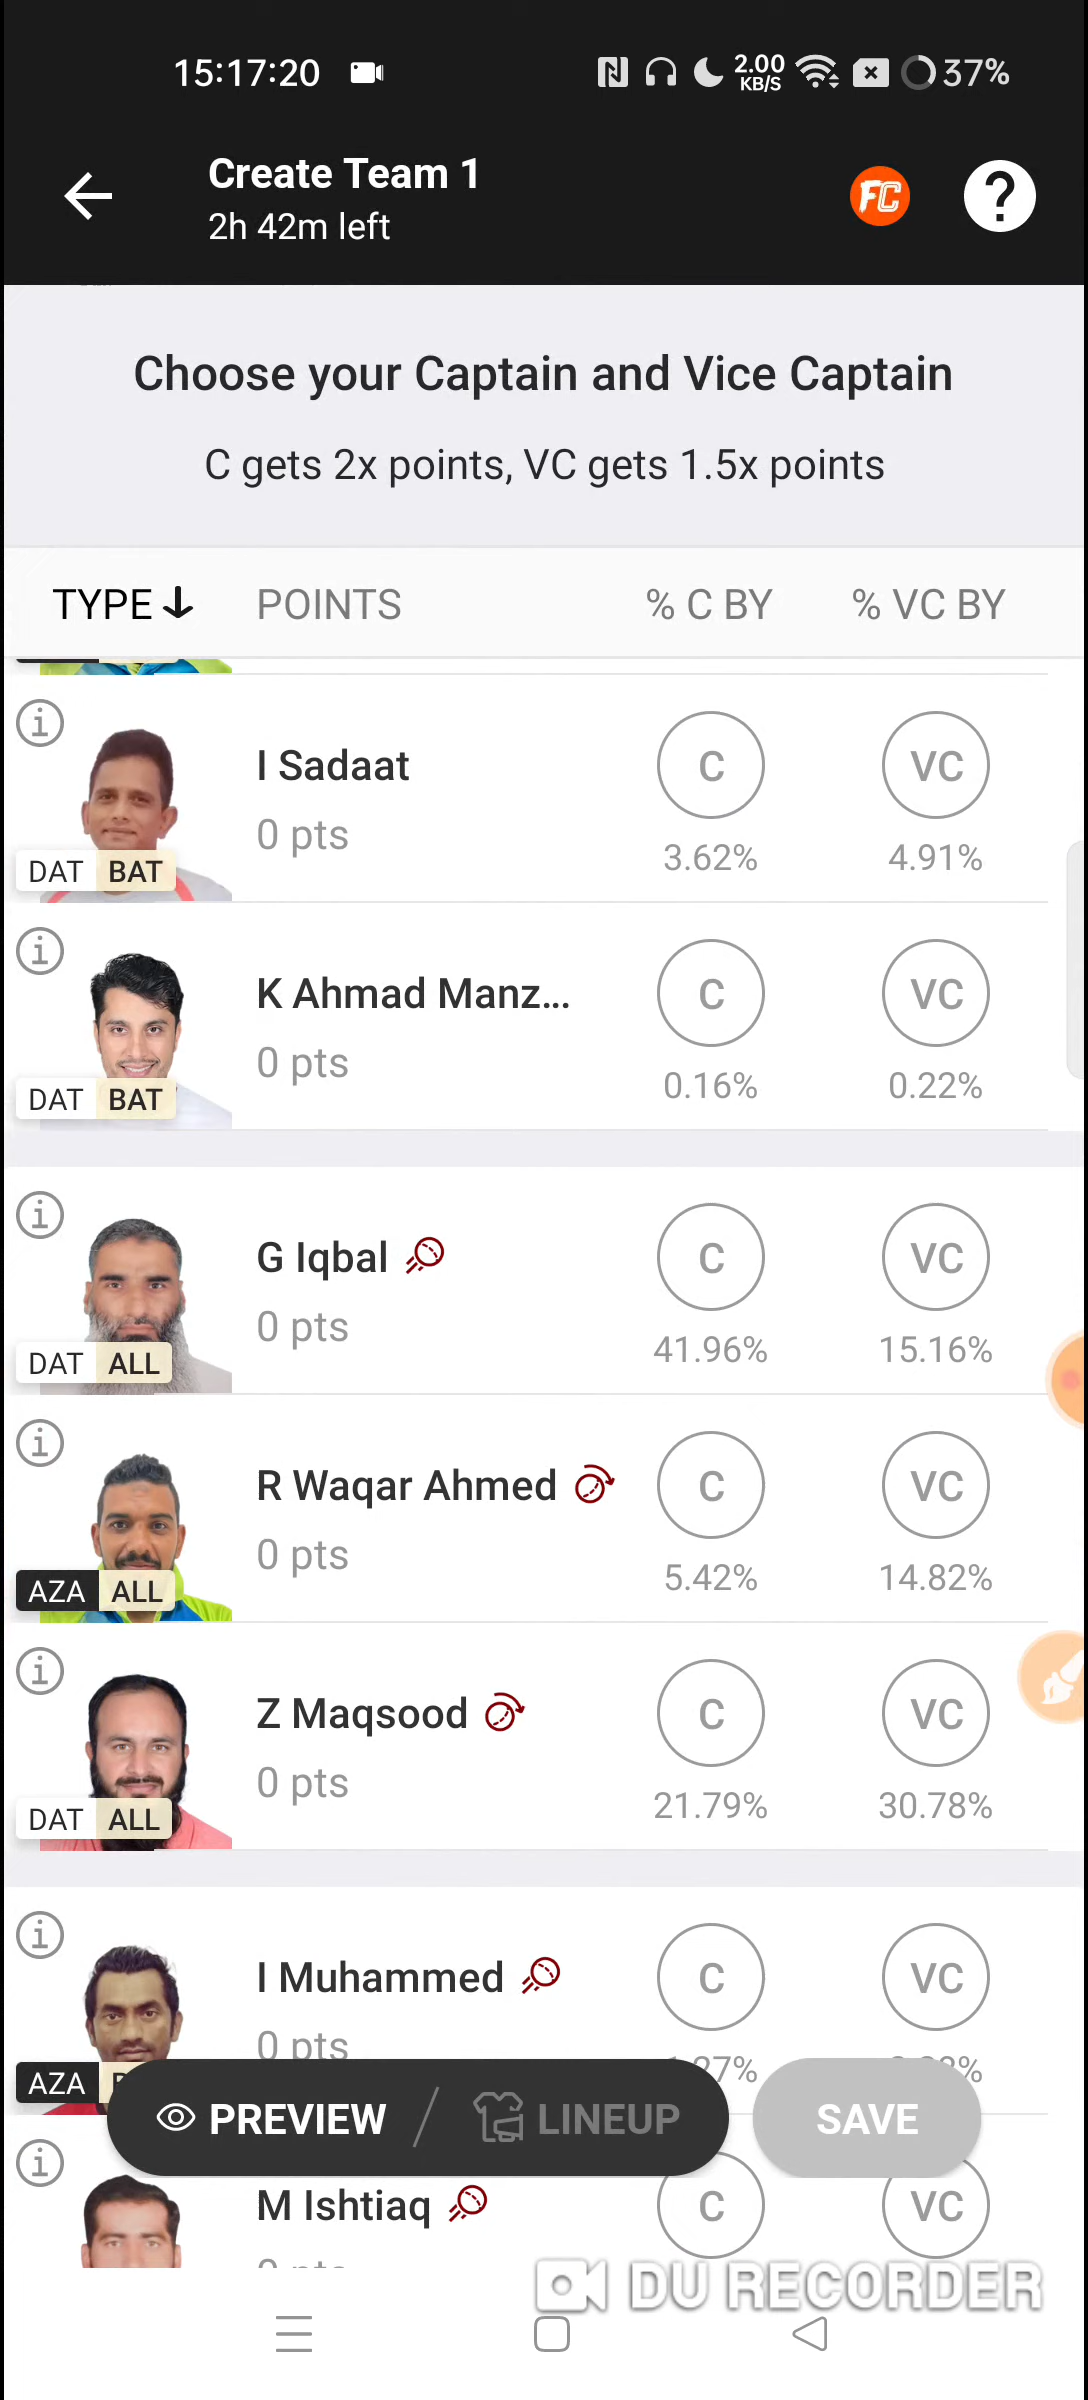 15:17:20
2.00 KB/S
37%
Create Team 1
2h 42m left
FC
?
Choose your Captain and Vice Captain
C gets 2x points, VC gets 1.5x points
TYPE POINTS % C BY % VC BY
I Sadaat C VC
0 pts
3.62% 4.91%
DAT BAT
K Ahmad Manz... C VC
0 pts
0.16% 0.22%
DAT BAT
G Iqbal C VC
0 pts
41.96% 15.16%
DAT ALL
R Waqar Ahmed C VC
0 pts
5.42% 14.82%
AZA ALL
Z Maqsood C VC
0 pts
21.79% 30.78%
DAT ALL
I Muhammed C VC
0 pts
AZA
PREVIEW / LINEUP SAVE
M Ishtiaq C VC
DU RECORDER